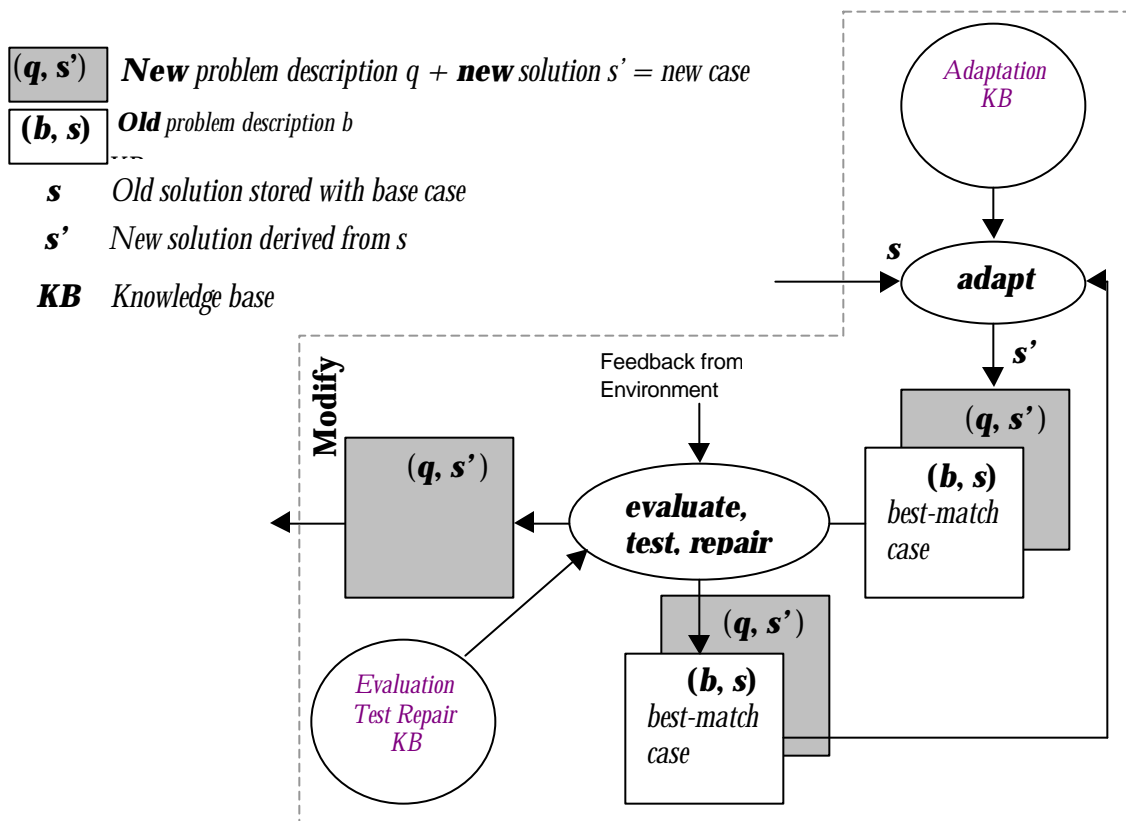 (q, s’) New problem description q + new solution s’ = new case
(b, s) Old problem description b
s Old solution stored with base case
s’ New solution derived from s
KB Knowledge base
Adaptation
KB
s
adapt
s’
(q, s’)
(b, s)
best-match
case
Modify
Feedback from
Environment
evaluate,
test, repair
(q, s’)
(q, s’)
(b, s)
best-match
case
Evaluation
Test Repair
KB